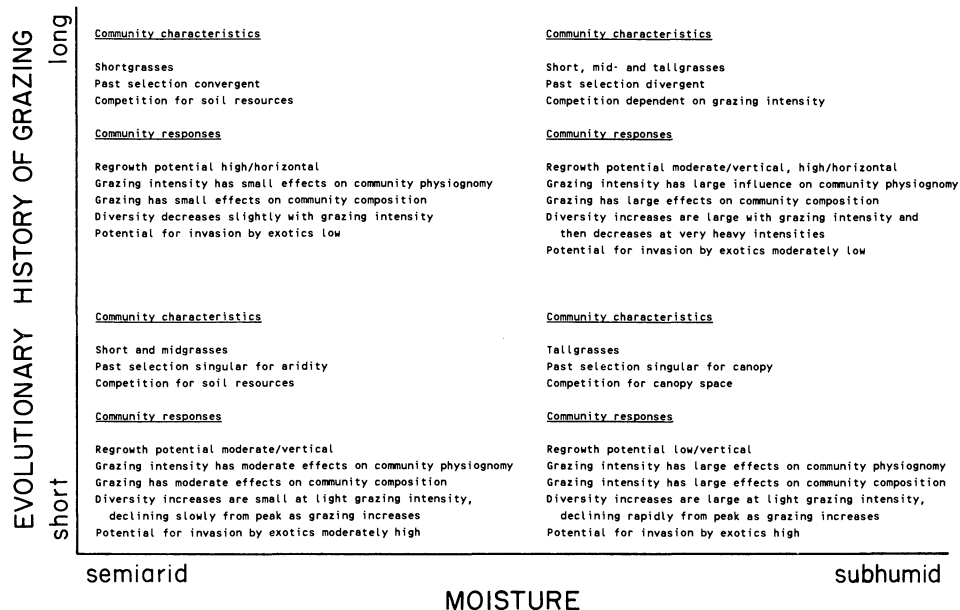 EVOLUTIONARY HISTORY OF GRAZING
long
Community characteristics
Shortgrasses
Past selection convergent
Competition for soil resources
Community responses
Regrowth potential high/horizontal
Grazing intensity has small effects on community physiognomy
Grazing has small effects on community composition
Diversity decreases slightly with grazing intensity
Potential for invasion by exotics low
Community characteristics
Short, mid- and tallgrasses
Past selection divergent
Competition dependent on grazing intensity
Community responses
Regrowth potential moderate/vertical, high/horizontal
Grazing intensity has large influence on community physiognomy
Grazing has large effects on community composition
Diversity increases are large with grazing intensity and
then decreases at very heavy intensities
Potential for invasion by exotics moderately low
short
Community characteristics
Short and midgrasses
Past selection singular for aridity
Competition for soil resources
Community responses
Regrowth potential moderate/vertical
Grazing intensity has moderate effects on community physiognomy
Grazing has moderate effects on community composition
Diversity increases are small at light grazing intensity,
declining slowly from peak as grazing increases
Potential for invasion by exotics moderately high
Community characteristics
Tallgrasses
Past selection singular for canopy
Competition for canopy space
Community responses
Regrowth potential low/vertical
Grazing intensity has large effects on community physiognomy
Grazing has large effects on community composition
Diversity increases are large at light grazing intensity,
declining rapidly from peak as grazing increases
Potential for invasion by exotics high
semiarid
subhumid
MOISTURE